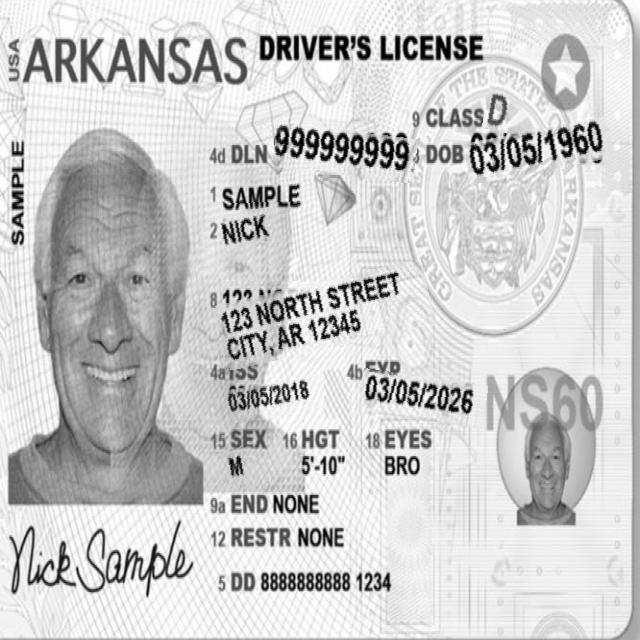 USA
ARKANSAS DRIVER'S LICENSE
SAMPLE
9 CLASS D
4d DLN 999999999 3 DOB 03/05/1960
1 SAMPLE
2 NICK
8
123 NORTH STREET
CITY, AR 12345
4a ISS 4b EXP
03/05/2018 03/05/2026
NS60
15 SEX 16 HGT 18 EYES
M 5'-10" BRO
9a END NONE
12 RESTR NONE
5 DD 8888888888 1234
Nick Sample
GREAT SEAL OF THE STATE OF ARKANSAS